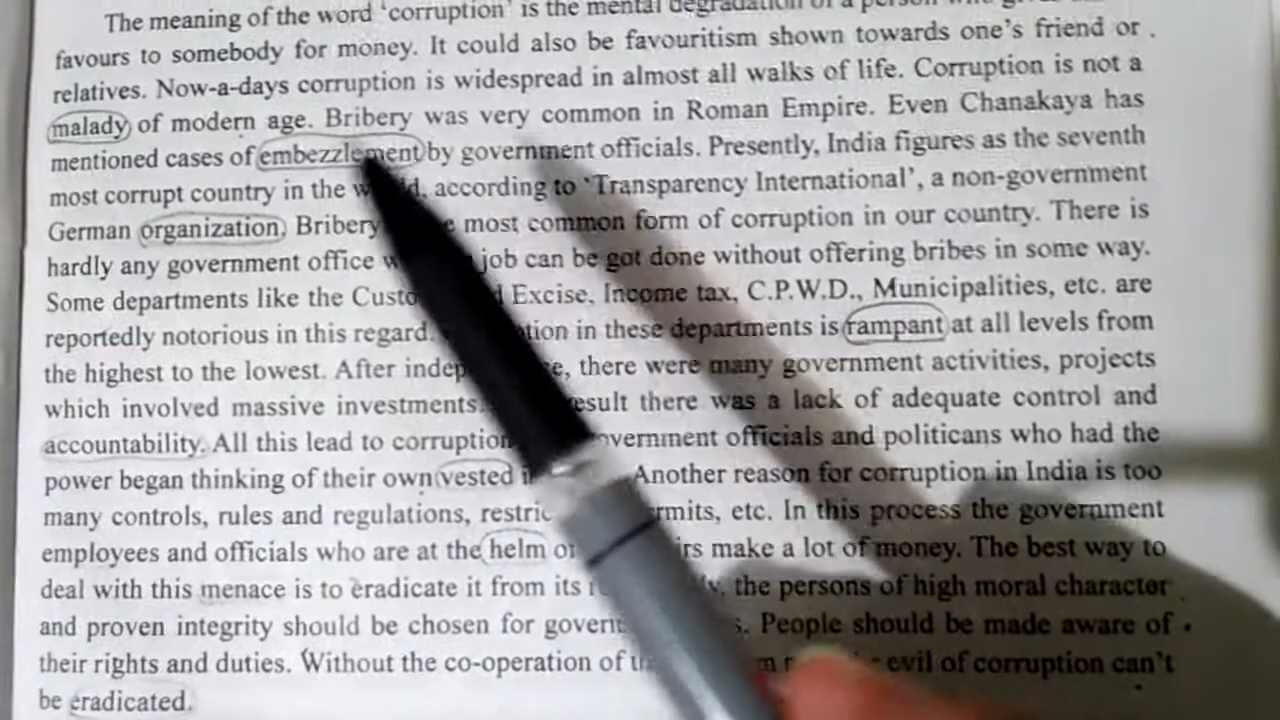 The meaning of the word 'corruption' is the mental degradation of a person who
favours to somebody for money. It could also be favouritism shown towards one's friend or
relatives. Now-a-days corruption is widespread in almost all walks of life. Corruption is not a
malady of modern age. Bribery was very common in Roman Empire. Even Chanakaya has
mentioned cases of embezzlement by government officials. Presently, India figures as the seventh
most corrupt country in the according to 'Transparency International', a non-government
German organization. Bribery most common form of corruption in our country. There is
hardly any government office job can be got done without offering bribes in some way.
Some departments like the Excise, Income tax, C.P.W.D., Municipalities, etc. are
reportedly notorious in this regard. in these departments is rampant at all levels from
the highest to the lowest. After there were many government activities, projects
which involved massive investments. there was a lack of adequate control and
accountability. All this lead to corruption officials and politicans who had the
power began thinking of their own vested Another reason for corruption in India is too
many controls, rules and regulations, etc. In this process the government
employees and officials who are at the helm make a lot of money. The best way to
deal with this menace is to eradicate it from its the persons of high moral character
and proven integrity should be chosen for People should be made aware of
their rights and duties. Without the co-operation of evil of corruption can't
be eradicated.